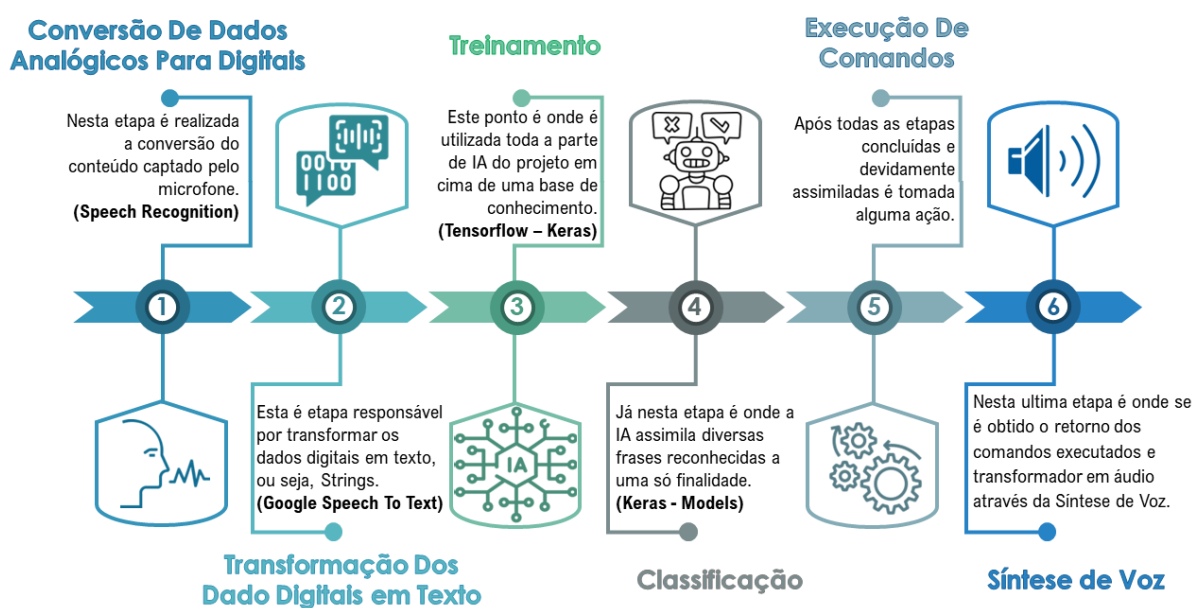 Conversão De Dados
Analógicos Para Digitais
Nesta etapa é realizada
a conversão do
conteúdo captado pelo
microfone.
(Speech Recognition)
1
0010
1100
2
Esta é etapa responsável
por transformar os
dados digitais em texto,
ou seja, Strings.
(Google Speech To Text)
Transformação Dos
Dado Digitais em Texto
Treinamento
Este ponto é onde é
utilizada toda a parte
de IA do projeto em
cima de uma base de
conhecimento.
(Tensorflow – Keras)
3
IA
4
Já nesta etapa é onde a
IA assimila diversas
frases reconhecidas a
uma só finalidade.
(Keras - Models)
Classificação
Execução De
Comandos
Após todas as etapas
concluídas e
devidamente
assimiladas é tomada
alguma ação.
5
6
Nesta ultima etapa é onde se
é obtido o retorno dos
comandos executados e
transformador em áudio
através da Síntese de Voz.
Síntese de Voz